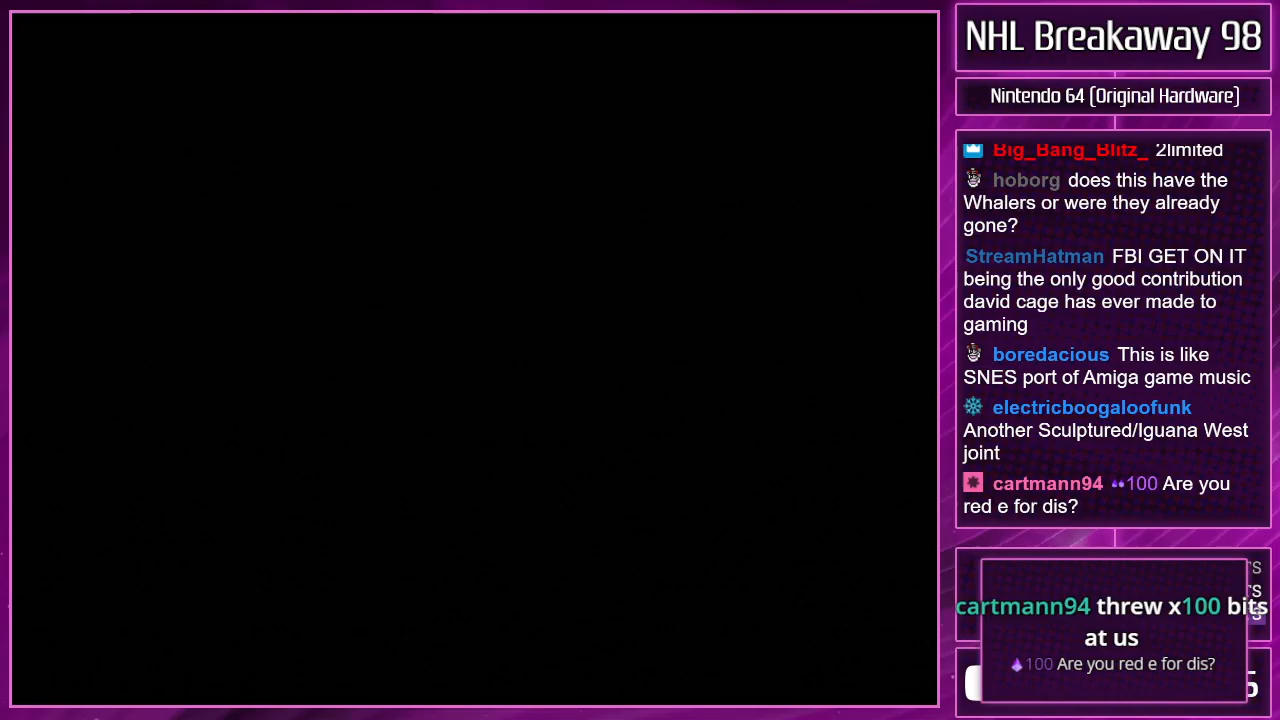 NHL Breakaway 98
Nintendo 64 (Original Hardware)
Big_Bang_Blitz_ 2limited
hoborg does this have the
Whalers or were they already
gone?
StreamHatman FBI GET ON IT
being the only good contribution
david cage has ever made to
gaming
boredacious This is like
SNES port of Amiga game music
electricboogaloofunk
Another Sculptured/Iguana West
joint
cartmann94 100 Are you
red e for dis?
cartmann94 threw x100 bits
at us
100 Are you red e for dis?